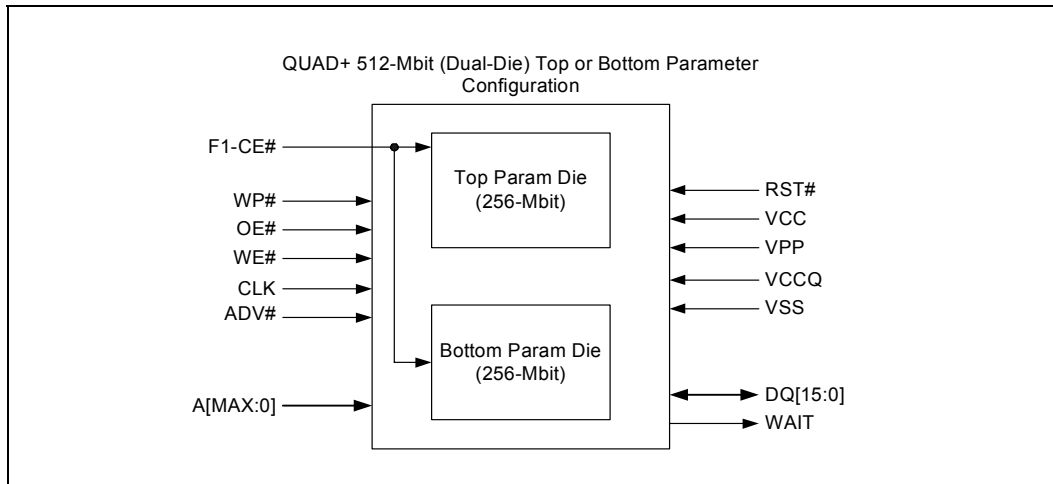 QUAD+ 512-Mbit (Dual-Die) Top or Bottom Parameter
Configuration
F1-CE#
WP#
OE#
WE#
CLK
ADV#
A[MAX:0]
Top Param Die
(256-Mbit)
Bottom Param Die
(256-Mbit)
RST#
VCC
VPP
VCCQ
VSS
DQ[15:0]
WAIT